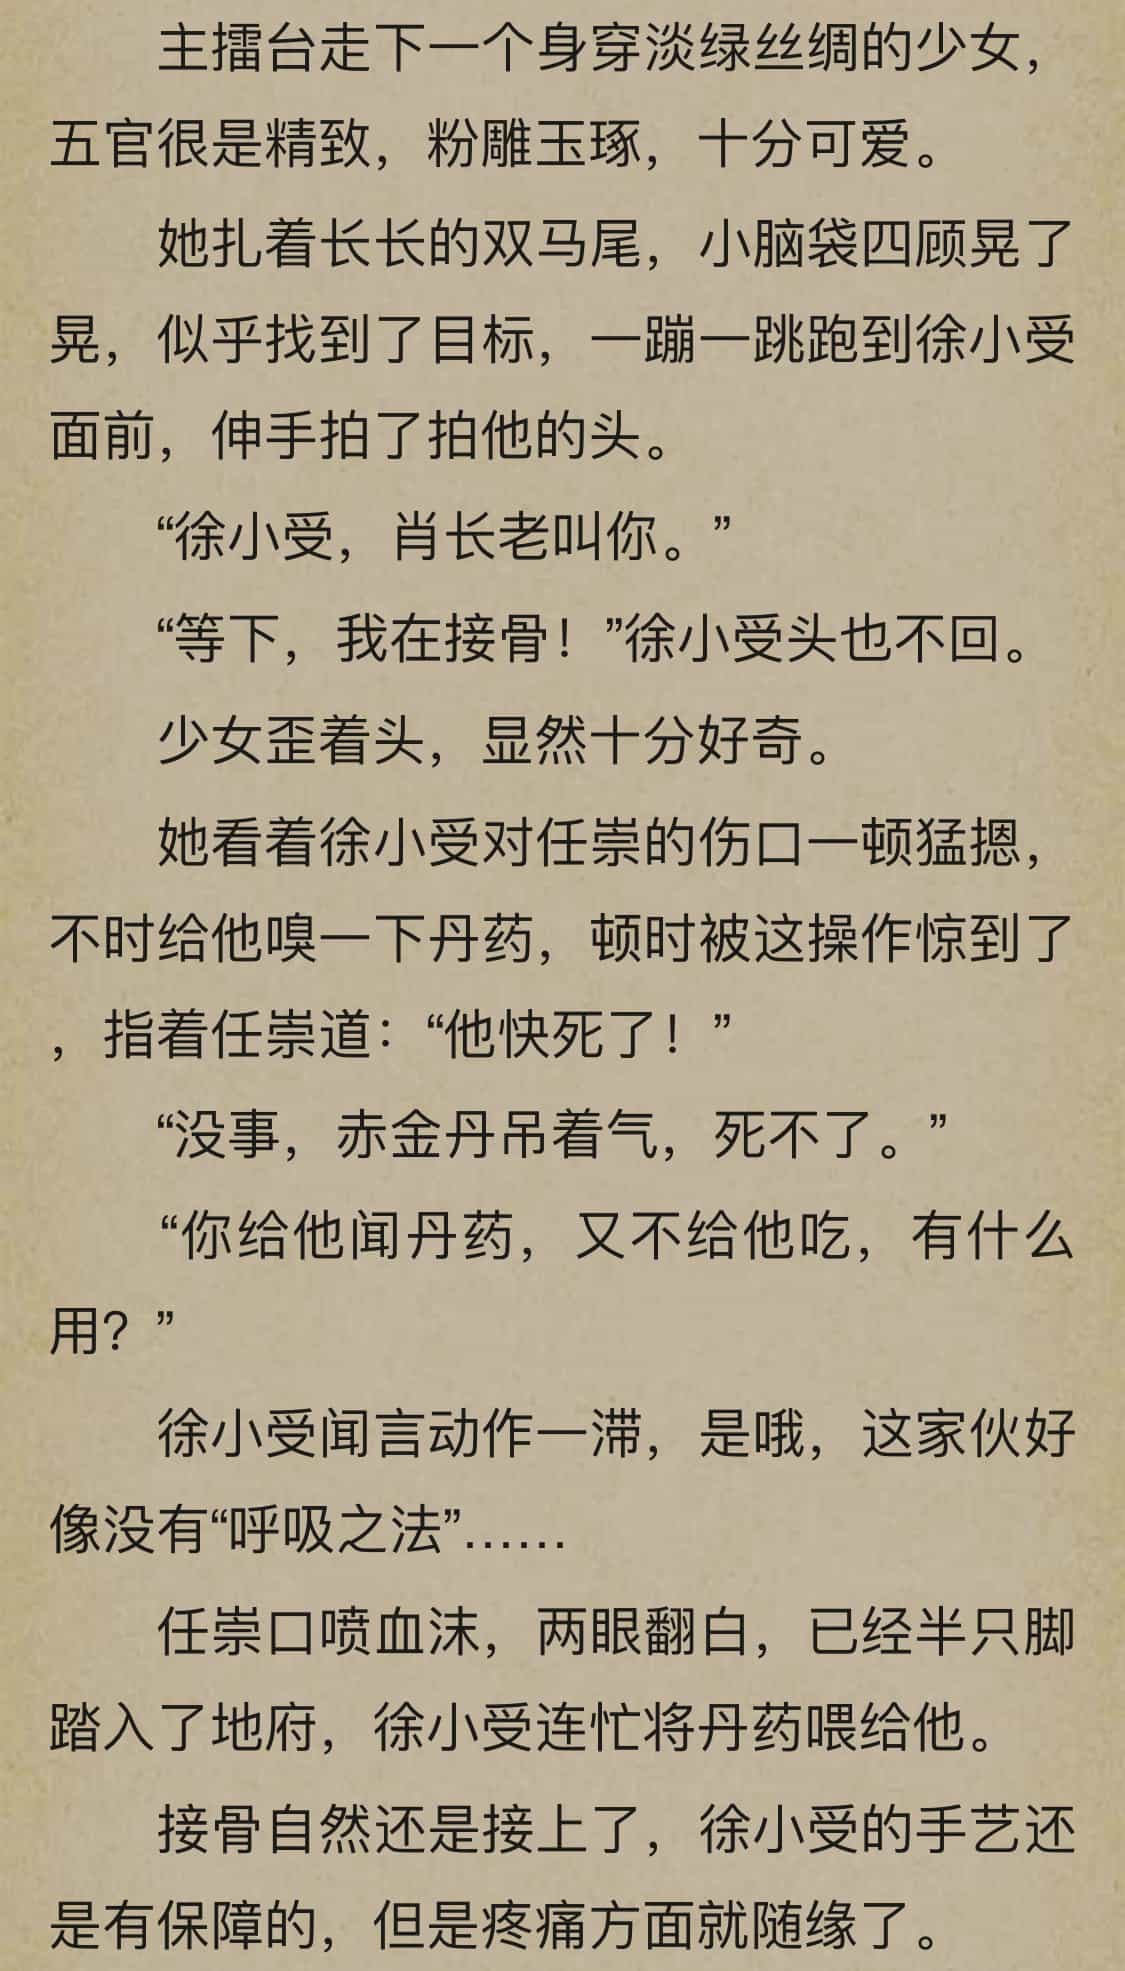 主擂台走下一个身穿淡绿丝绸的少女，
五官很是精致，粉雕玉琢，十分可爱。
她扎着长长的双马尾，小脑袋四顾晃了
晃，似乎找到了目标，一蹦一跳跑到徐小受
面前，伸手拍了拍他的头。
“徐小受，肖长老叫你。”
“等下，我在接骨！”徐小受头也不回。
少女歪着头，显然十分好奇。
她看着徐小受对任崇的伤口一顿猛摁，
不时给他嗅一下丹药，顿时被这操作惊到了
，指着任崇道：“他快死了！”
“没事，赤金丹吊着气，死不了。”
“你给他闻丹药，又不给他吃，有什么
用？”
徐小受闻言动作一滞，是哦，这家伙好
像没有“呼吸之法”……
任崇口喷血沫，两眼翻白，已经半只脚
踏入了地府，徐小受连忙将丹药喂给他。
接骨自然还是接上了，徐小受的手艺还
是有保障的，但是疼痛方面就随缘了。